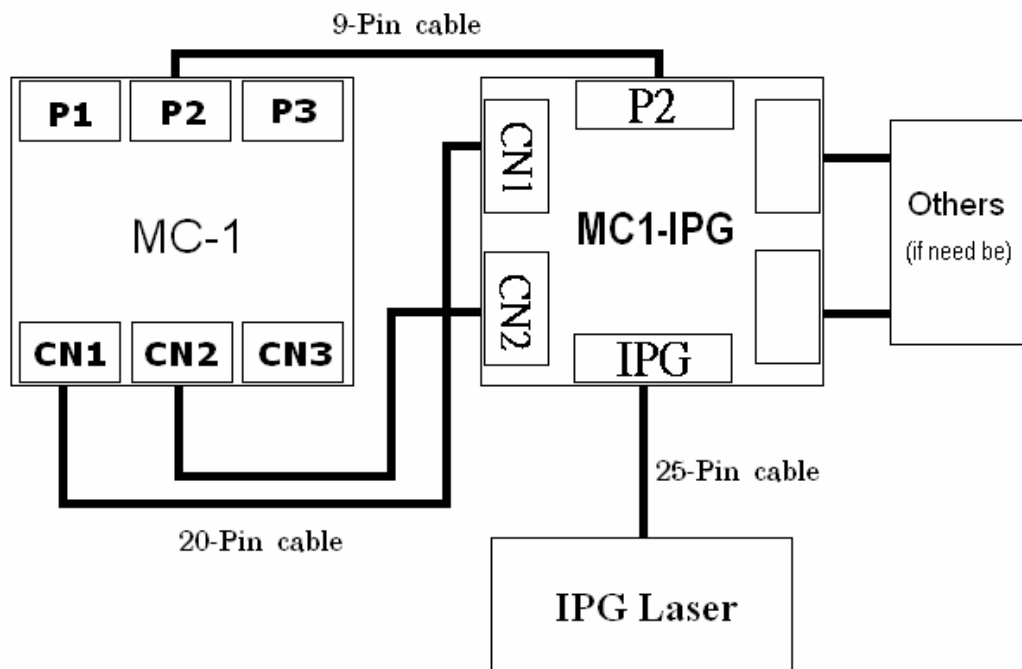 9-Pin cable
P1
P2
P3
MC-1
CN1
CN2
CN3
CN1
P2
MC1-IPG
CN2
IPG
Others
(if need be)
25-Pin cable
20-Pin cable
IPG Laser